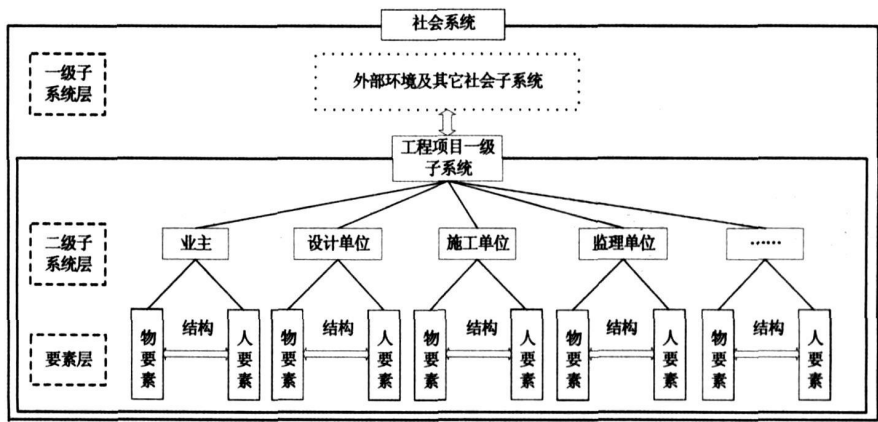 社会系统
一级子
系统层
外部环境及其它社会子系统
工程项目一级
子系统
二级子
系统层
业主
设计单位
施工单位
监理单位
……
要素层
物要素
结构
人要素
物要素
结构
人要素
物要素
结构
人要素
物要素
结构
人要素
物要素
结构
人要素